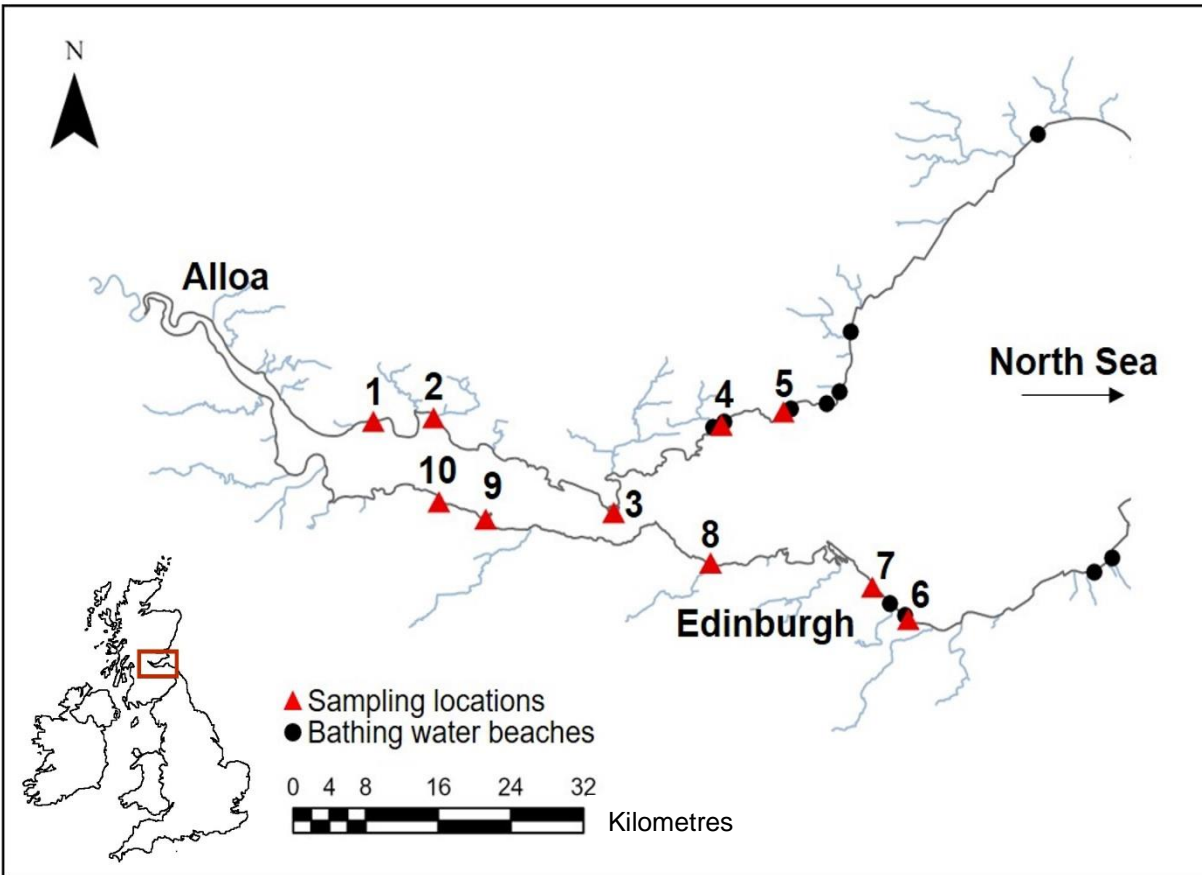 N
Alloa
North Sea
1
2
4
5
10
9
3
8
7
6
Edinburgh
Sampling locations
Bathing water beaches
0 4 8 16 24 32
Kilometres